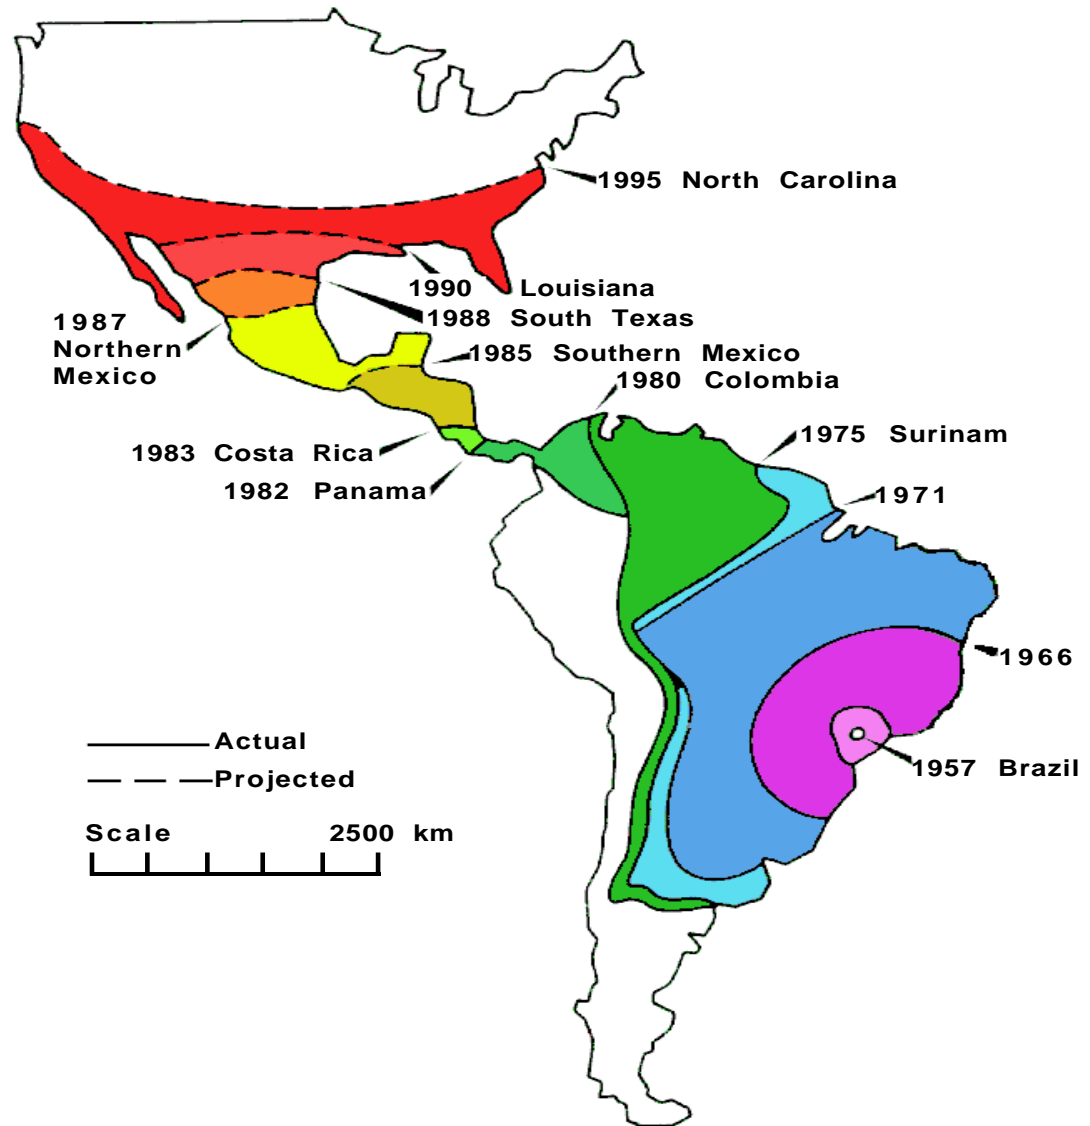 1995 North Carolina
1990 Louisiana
1988 South Texas
1987
Northern
Mexico
1985 Southern Mexico
1980 Colombia
1975 Surinam
1983 Costa Rica
1982 Panama
1971
1966
1957 Brazil
Actual
Projected
Scale 2500 km